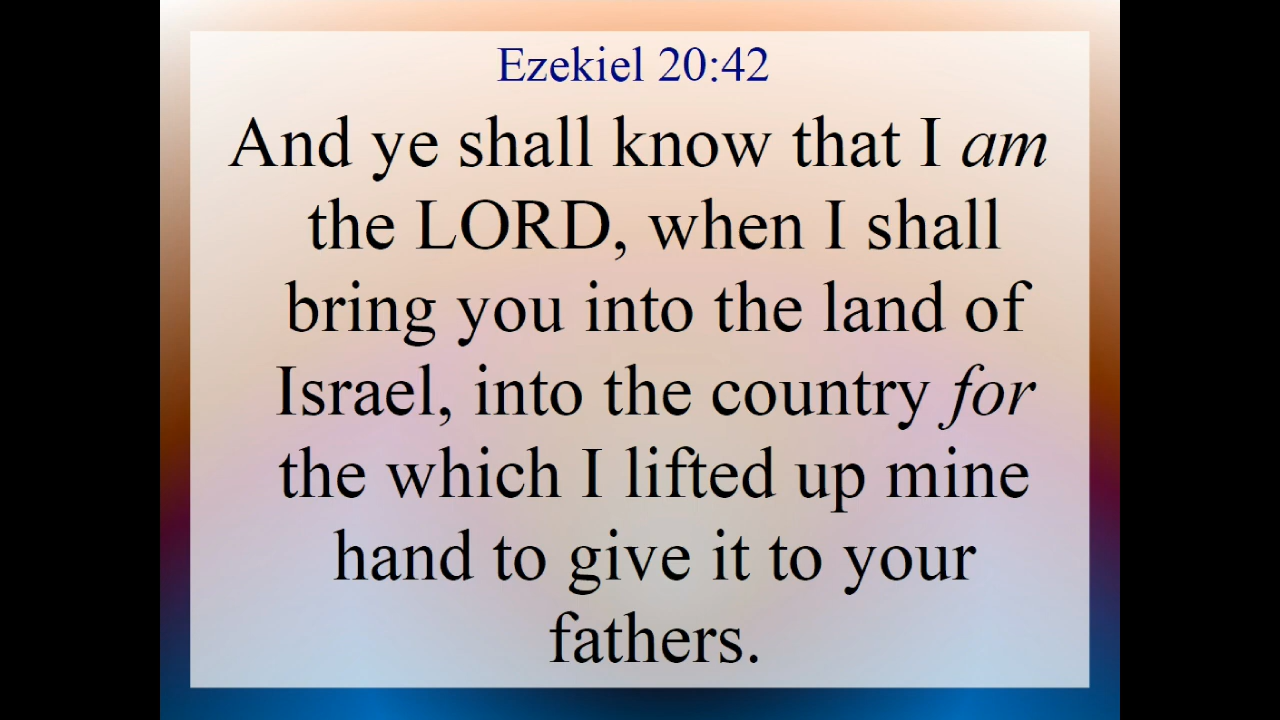 Ezekiel 20:42
And ye shall know that I am
the LORD, when I shall
bring you into the land of
Israel, into the country for
the which I lifted up mine
hand to give it to your
fathers.